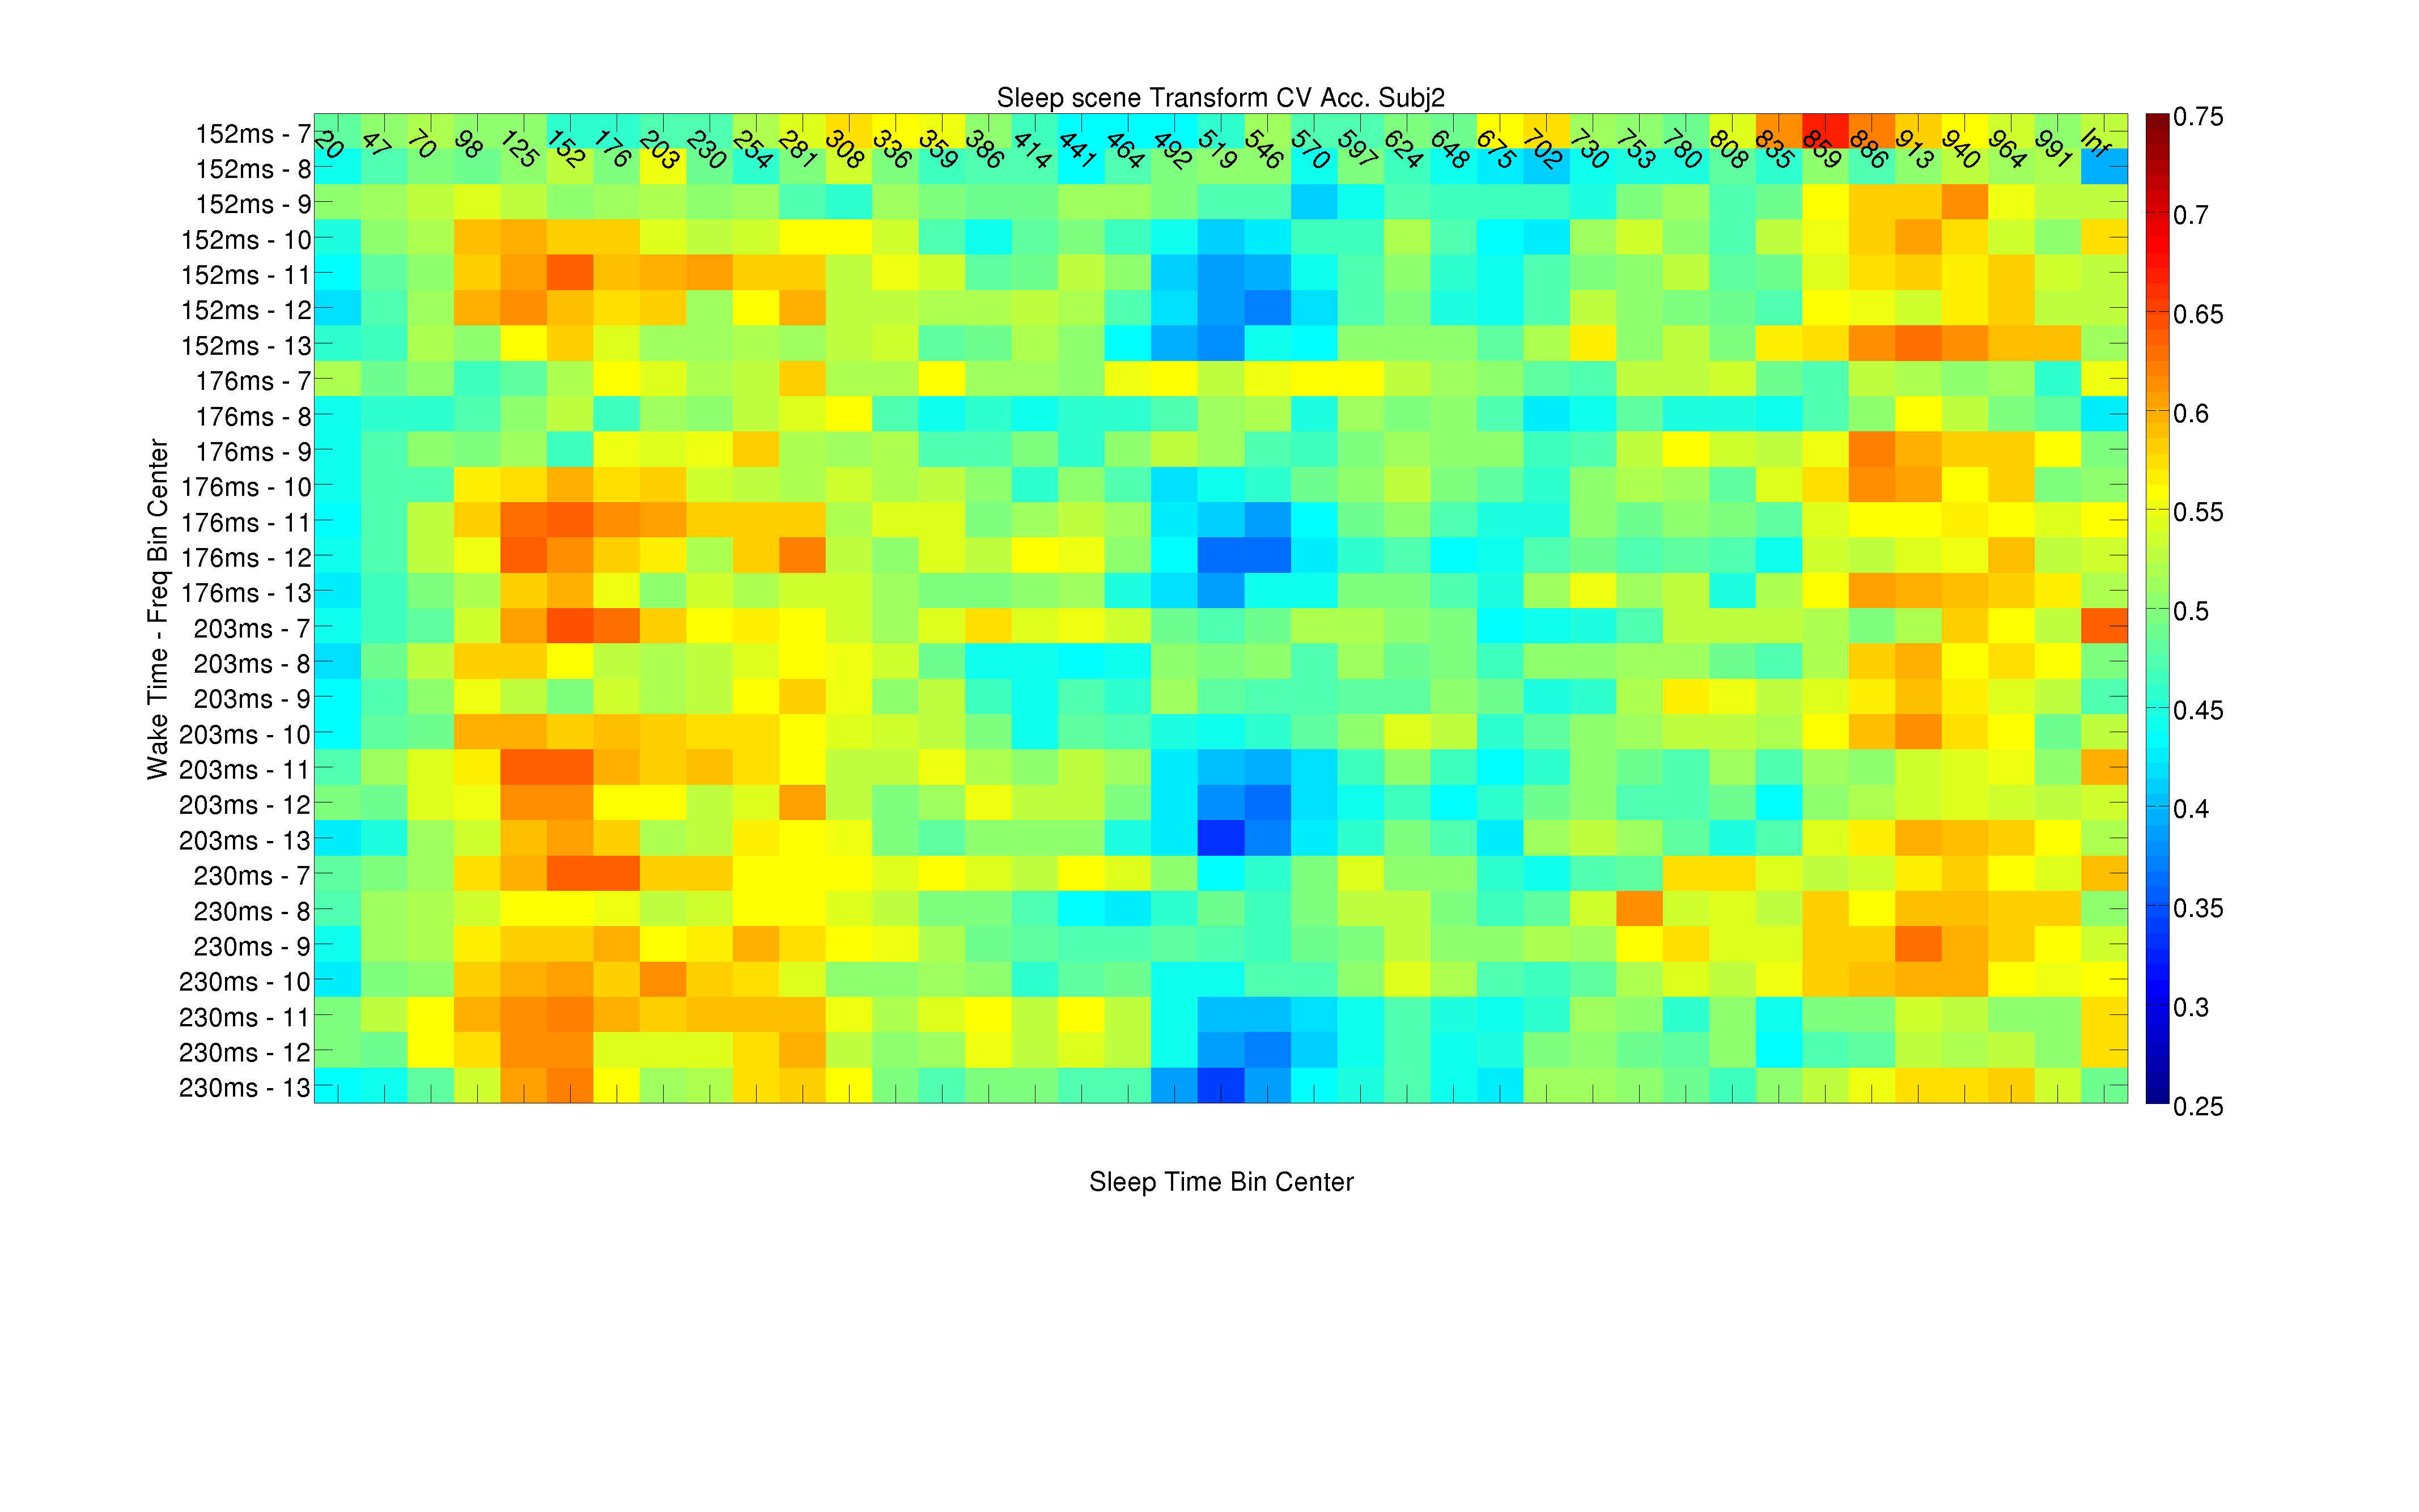 Sleep scene Transform CV Acc. Subj2
20 47 70 98 125 152 176 203 230 254 281 308 336 359 386 414 441 464 492 519 546 570 597 624 648 675 702 730 753 780 808 835 859 886 913 940 964 991 Inf
Wake Time - Freq Bin Center
152ms - 7
152ms - 8
152ms - 9
152ms - 10
152ms - 11
152ms - 12
152ms - 13
176ms - 7
176ms - 8
176ms - 9
176ms - 10
176ms - 11
176ms - 12
176ms - 13
203ms - 7
203ms - 8
203ms - 9
203ms - 10
203ms - 11
203ms - 12
203ms - 13
230ms - 7
230ms - 8
230ms - 9
230ms - 10
230ms - 11
230ms - 12
230ms - 13
0.75
0.7
0.65
0.6
0.55
0.5
0.45
0.4
0.35
0.3
0.25
Sleep Time Bin Center